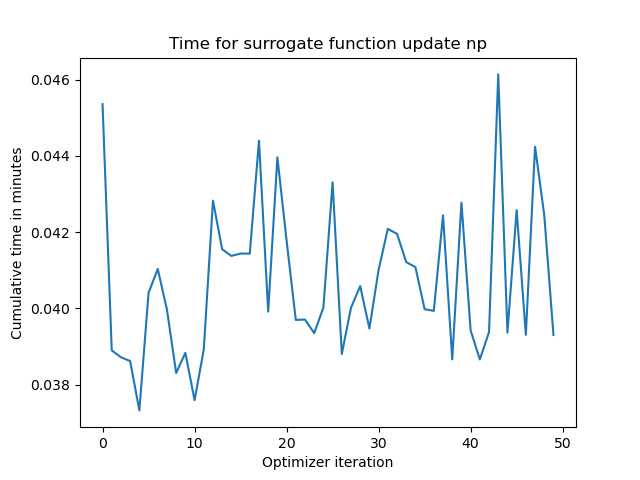 Time for surrogate function update np
Cumulative time in minutes
0.046
0.044
0.042
0.040
0.038
0 10 20 30 40 50
Optimizer iteration